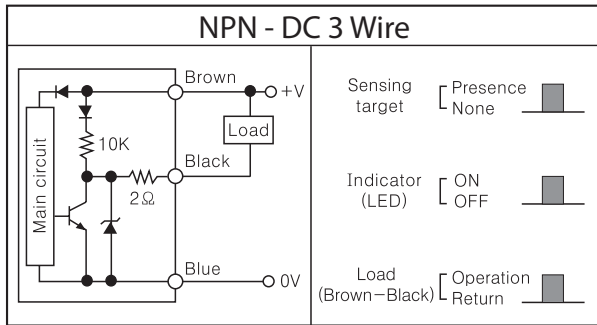 NPN - DC 3 Wire
Brown
+V
Load
10K
Black
2Ω
Main circuit
Blue
0V
Sensing target
Presence
None
Indicator (LED)
ON
OFF
Load (Brown-Black)
Operation
Return